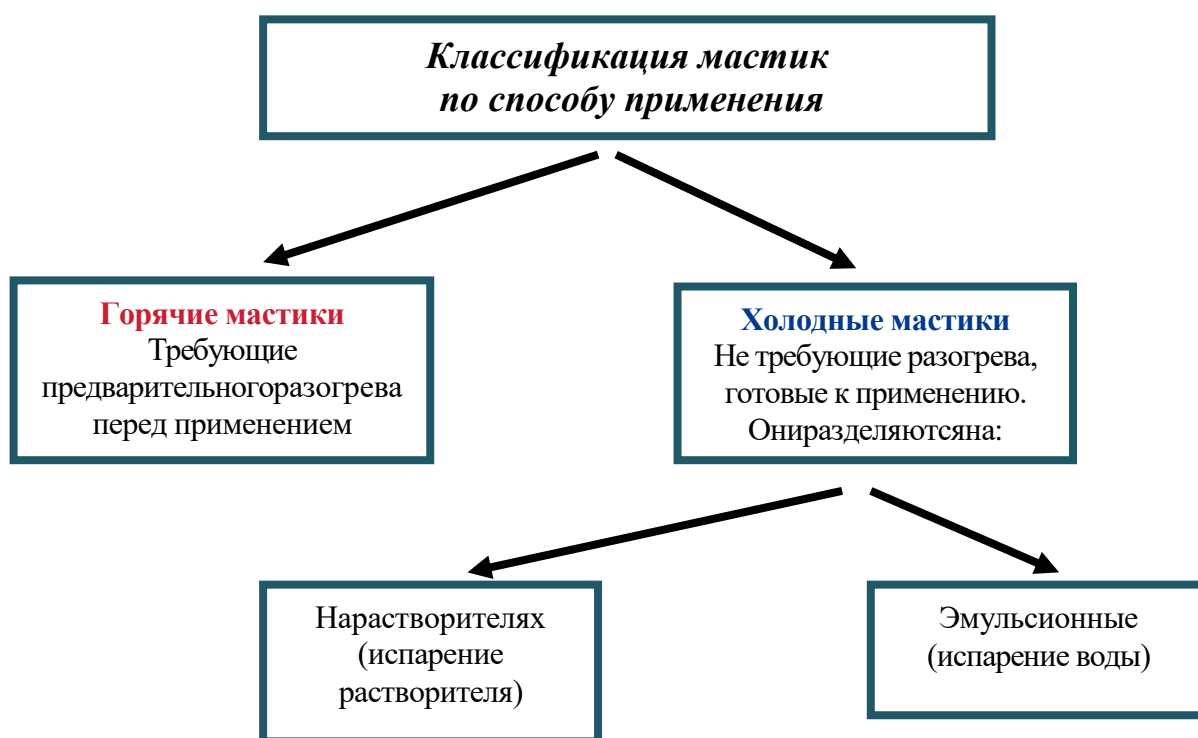 Классификация мастик
по способу применения
Горячие мастики
Требующие
предварительногоразогрева
перед применением
Холодные мастики
Не требующие разогрева,
готовые к применению.
Ониразделяютсяна:
Нарастворителях
(испарение
растворителя)
Эмульсионные
(испарение воды)